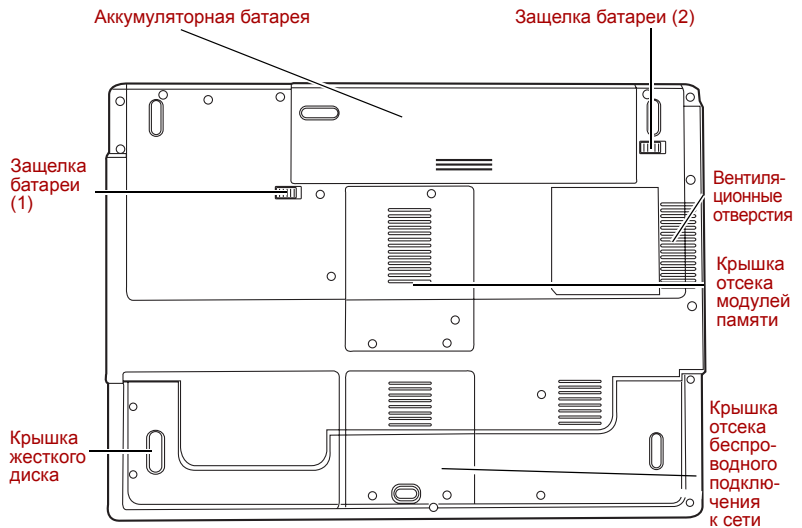 Аккумуляторная батарея
Защелка батареи (2)
Защелка
батареи
(1)
Вентиля-
ционные
отверстия
Крышка
отсека
модулей
памяти
Крышка
жесткого
диска
Крышка
отсека
беспро-
водного
подклю-
чения
к сети